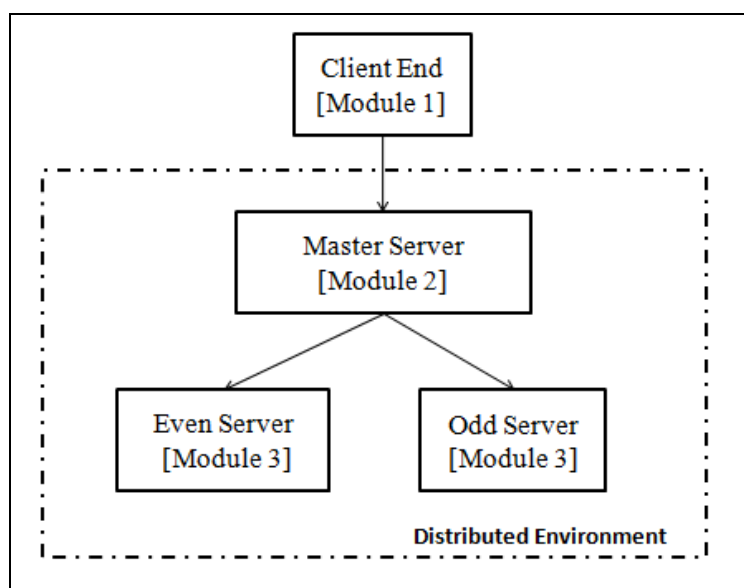 Client End
[Module 1]
Master Server
[Module 2]
Even Server
[Module 3]
Odd Server
[Module 3]
Distributed Environment